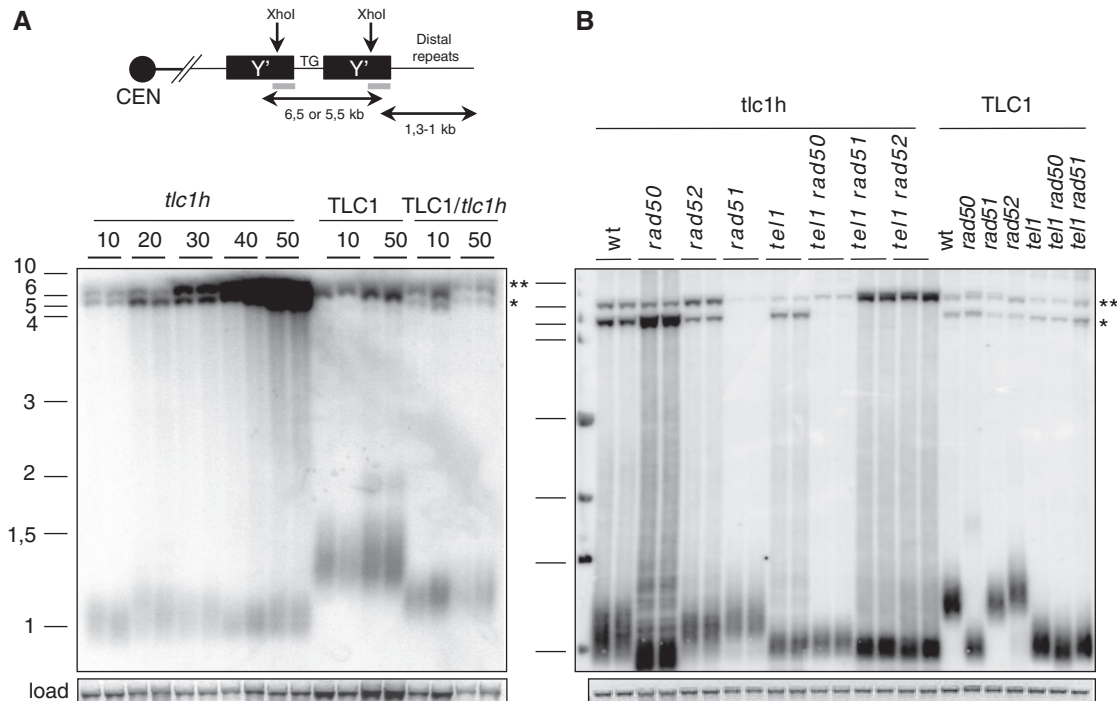 A
XhoI XhoI
Distal
repeats
Y' TG Y'
CEN
6,5 or 5,5 kb
1,3-1 kb
tlc1h TLC1 TLC1/tlc1h
10 20 30 40 50 10 50 10 50
10
6
5
4
3
2
1,5
1
**
*
load
B
tlc1h TLC1
wt rad50 rad52 rad51 tel1 tel1 rad50 tel1 rad51 tel1 rad52 wt rad50 rad51 rad52 tel1 tel1 rad50 tel1 rad51
**
*